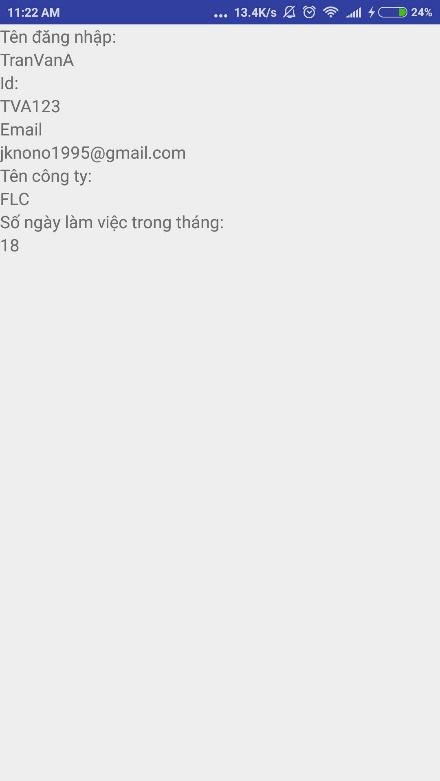 11:22 AM ... 13.4K/s 24%
Tên đăng nhập:
TranVanA
Id:
TVA123
Email
jknono1995@gmail.com
Tên công ty:
FLC
Số ngày làm việc trong tháng:
18